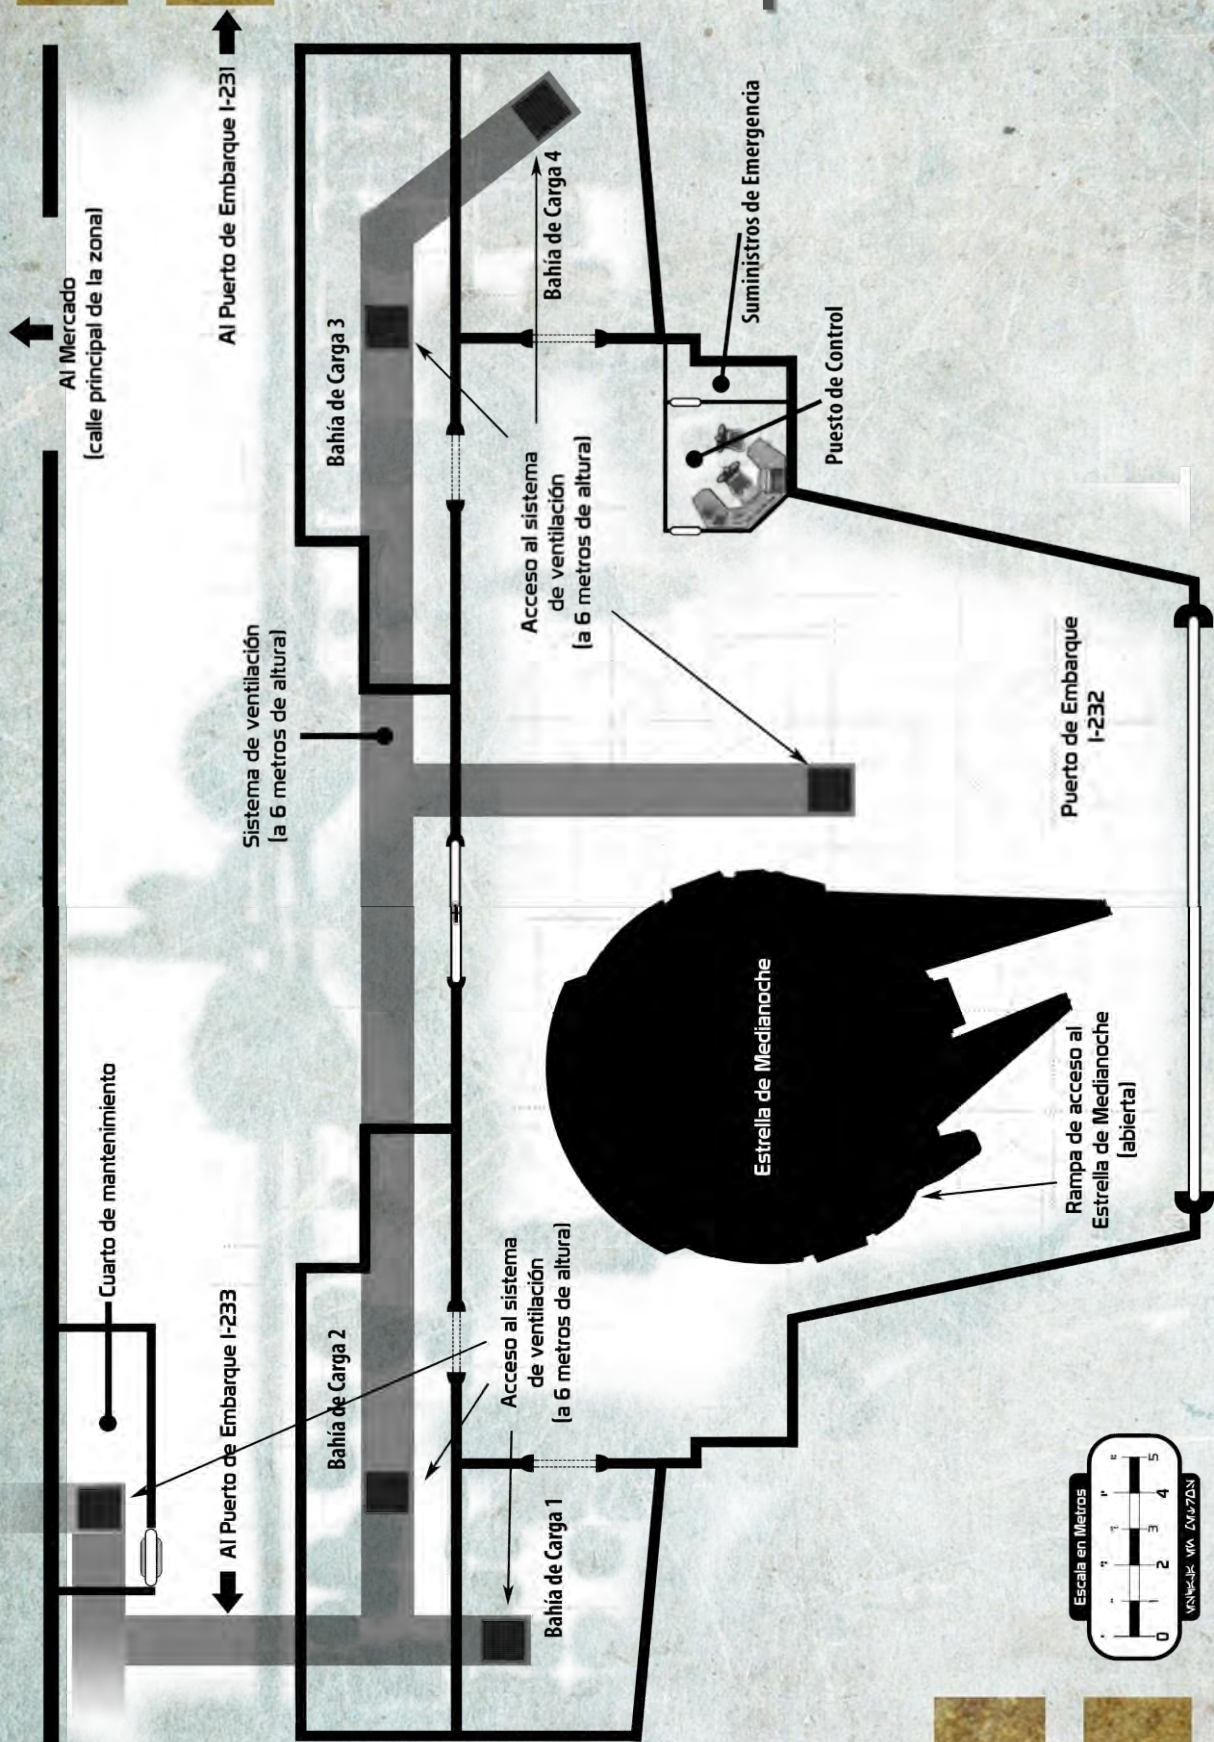 Al Mercado
(calle principal de la zona)
Cuarto de mantenimiento
Al Puerto de Embarque I-233
Al Puerto de Embarque I-231
Sistema de ventilación
(a 6 metros de altura)
Bahía de Carga 2
Bahía de Carga 3
Acceso al sistema
de ventilación
(a 6 metros de altura)
Acceso al sistema
de ventilación
(a 6 metros de altura)
Bahía de Carga 1
Bahía de Carga 4
Suministros de Emergencia
Estrella de Medianoche
Puesto de Control
Rampa de acceso al
Estrella de Medianoche
(abierta)
Puerto de Embarque
I-232
Escala en Metros
0 1 2 3 4 5